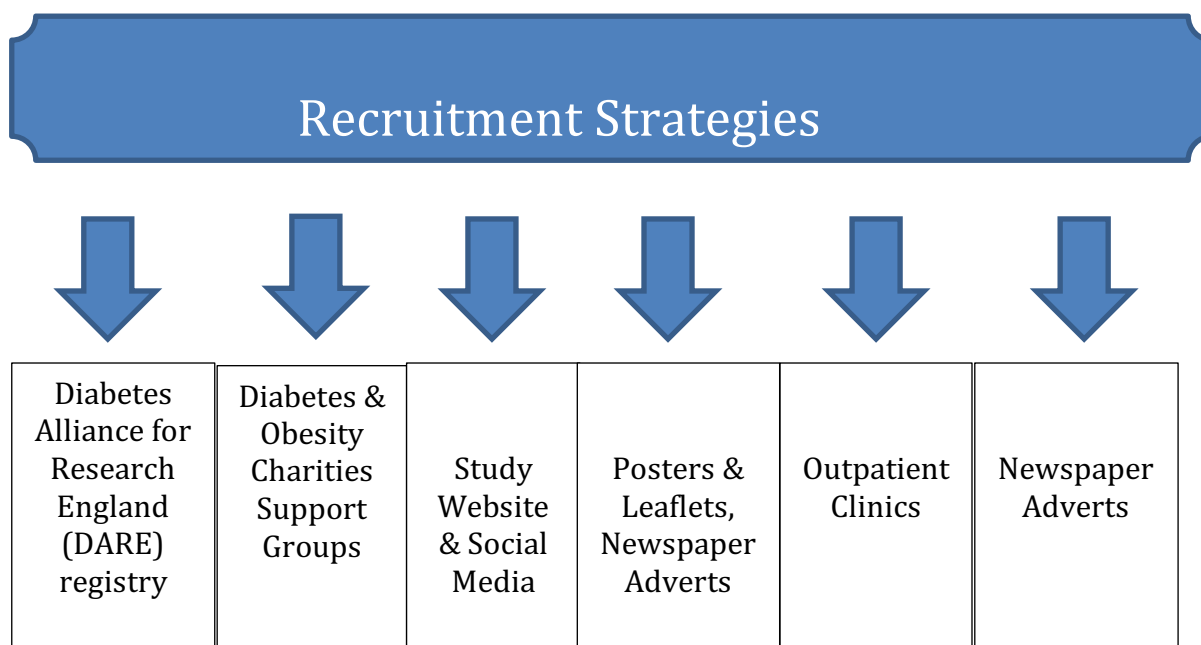 Recruitment Strategies
Diabetes
Alliance for
Research
England
(DARE)
registry
Diabetes &
Obesity
Charities
Support
Groups
Study
Website
& Social
Media
Posters &
Leaflets,
Newspaper
Adverts
Outpatient
Clinics
Newspaper
Adverts